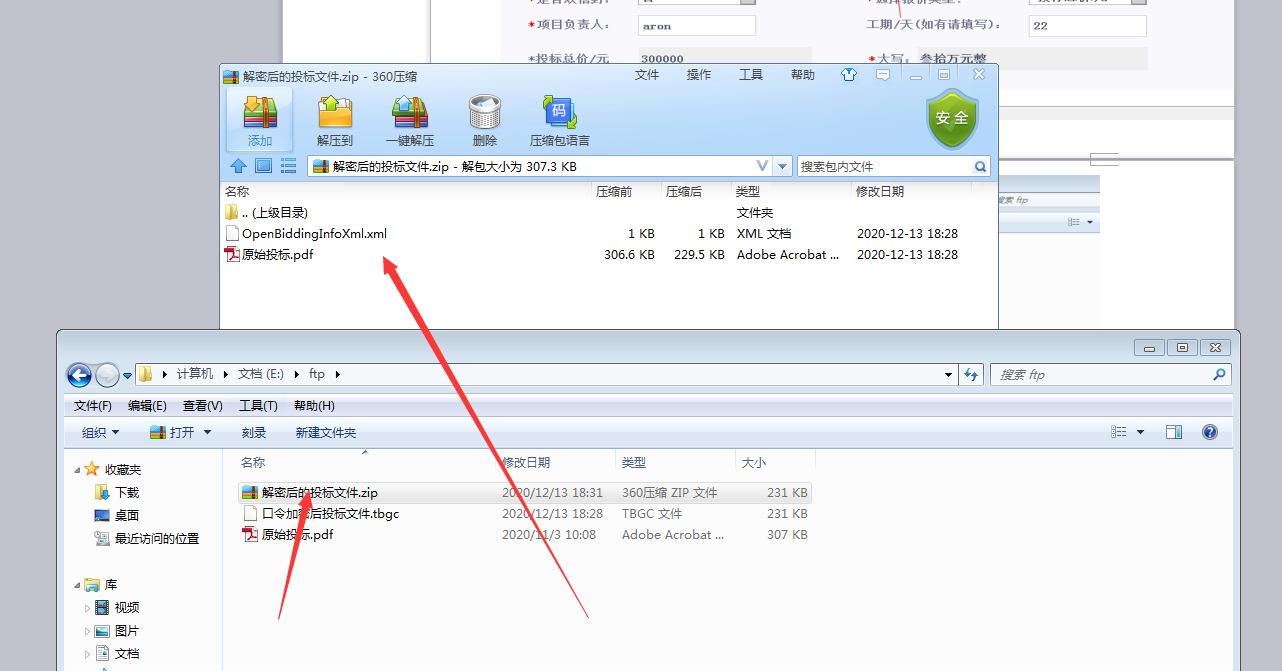 *项目负责人:
aron
工期/天(如有请填写):
22
*投标总价/元
300000
*大写:
叁拾万元整
解密后的投标文件.zip - 360压缩
文件
操作
工具
帮助
添加
解压到
一键解压
删除
码
压缩包语言
安全
解密后的投标文件.zip - 解包大小为 307.3 KB
搜索包内文件
名称
压缩前
压缩后
类型
修改日期
.. (上级目录)
文件夹
OpenBiddingInfoXml.xml
1 KB
1 KB
XML 文档
2020-12-13 18:28
原始投标.pdf
306.6 KB
229.5 KB
Adobe Acrobat ...
2020-12-13 18:28
搜索 ftp
计算机
文档 (E:)
ftp
搜索 ftp
文件(F)
编辑(E)
查看(V)
工具(T)
帮助(H)
组织
打开
刻录
新建文件夹
名称
修改日期
类型
大小
解密后的投标文件.zip
2020/12/13 18:31
360压缩 ZIP 文件
231 KB
口令加密后投标文件.tbgc
2020/12/13 18:28
TBGC 文件
231 KB
原始投标.pdf
2020/11/3 10:08
Adobe Acrobat ...
307 KB
收藏夹
下载
桌面
最近访问的位置
库
视频
图片
文档